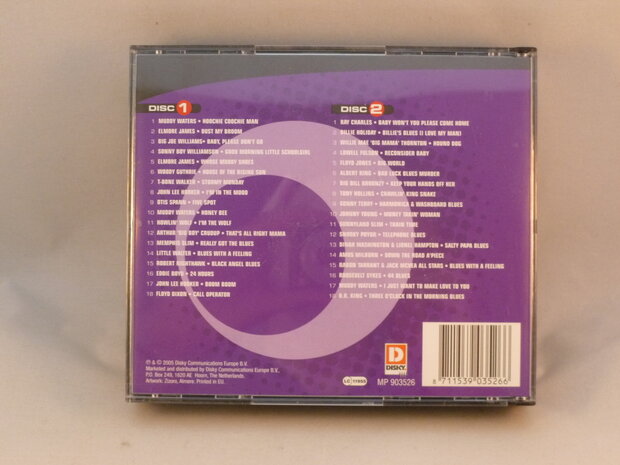 DISC 1
1 MUDDY WATERS • HOOCHIE COOCHIE MAN
2 ELMORE JAMES • DUST MY BROOM
3 BIG JOE WILLIAMS • BABY, PLEASE DON'T GO
4 SONNY BOY WILLIAMSON • GOOD MORNING LITTLE SCHOOLGIRL
5 ELMORE JAMES • WHOSE MUDDY SHOES
6 WOODY GUTHRIE • HOUSE OF THE RISING SUN
7 T-BONE WALKER • STORMY MONDAY
8 JOHN LEE HOOKER • I'M IN THE MOOD
9 OTIS SPANN • FIVE SPOT
10 MUDDY WATERS • HONEY BEE
11 HOWLIN' WOLF • I'M THE WOLF
12 ARTHUR 'BIG BOY' CRUDUP • THAT'S ALL RIGHT MAMA
13 MEMPHIS SLIM • REALLY GOT THE BLUES
14 LITTLE WALTER • BLUES WITH A FEELING
15 ROBERT NIGHTHAWK • BLACK ANGEL BLUES
16 EDDIE BOYD • 24 HOURS
17 JOHN LEE HOOKER • BOOM BOOM
18 FLOYD DIXON • CALL OPERATOR
DISC 2
1 RAY CHARLES • BABY WON'T YOU PLEASE COME HOME
2 BILLIE HOLIDAY • BILLIE'S BLUES (I LOVE MY MAN)
3 WILLIE MAE 'BIG MAMA' THORNTON • HOUND DOG
4 LOWELL FULSON • RECONSIDER BABY
5 FLOYD JONES • BIG WORLD
6 ALBERT KING • BAD LUCK BLUES MURDER
7 BIG BILL BROONZY • KEEP YOUR HANDS OFF HER
8 TONY HOLLINS • CRAWLIN' KING SNAKE
9 SONNY TERRY • HARMONICA & WASHBOARD BLUES
10 JOHNNY YOUNG • MONEY TAKIN' WOMAN
11 SUNNYLAND SLIM • TRAIN TIME
12 SNOOKY PRYOR • TELEPHONE BLUES
13 DINAH WASHINGTON & LIONEL HAMPTON • SALTY PAPA BLUES
14 AMOS MILBURN • DOWN THE ROAD A'PIECE
15 BARON TARRANT & JACK MCVEA ALL STARS • BLUES WITH A FEELING
16 ROOSEVELT SYKES • 44 BLUES
17 MUDDY WATERS • I JUST WANT TO MAKE LOVE TO YOU
18 B.B. KING • THREE O'CLOCK IN THE MORNING BLUES
℗ & © 2005 Disky Communications Europe B.V.
Marketed and distributed by Disky Communications Europe B.V.
P.O. Box 249, 1620 AE Hoorn, The Netherlands.
Artwork: Zzoom, Almere. Printed in EU.
LC 11955
D
DISKY
MP 903526
8 711539 035266